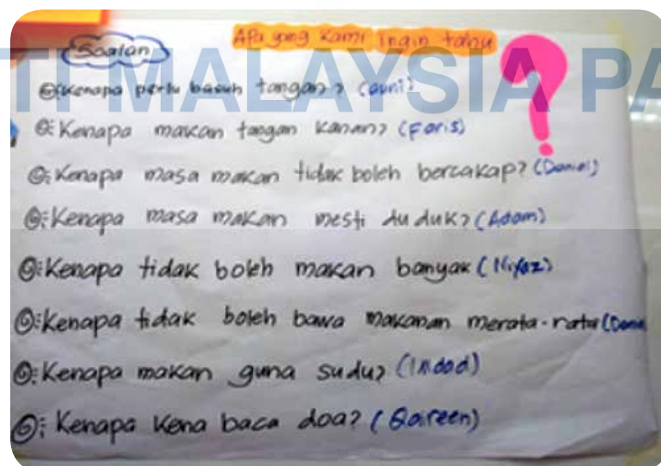 Apa yang kami ingin tahu
Soalan
Q: Kenapa perlu basuh tangan? (auni)
Q: Kenapa makan tangan kanan? (Faris)
Q: Kenapa masa makan tidak boleh bercakap? (Daniel)
Q: Kenapa masa makan mesti duduk? (Adam)
Q: Kenapa tidak boleh makan banyak
Q: Kenapa tidak boleh bawa makanan merata-rata
Q: Kenapa makan guna sudu?
Q: Kenapa kena baca doa? (Qaireen)
TI MALAYSIA PA